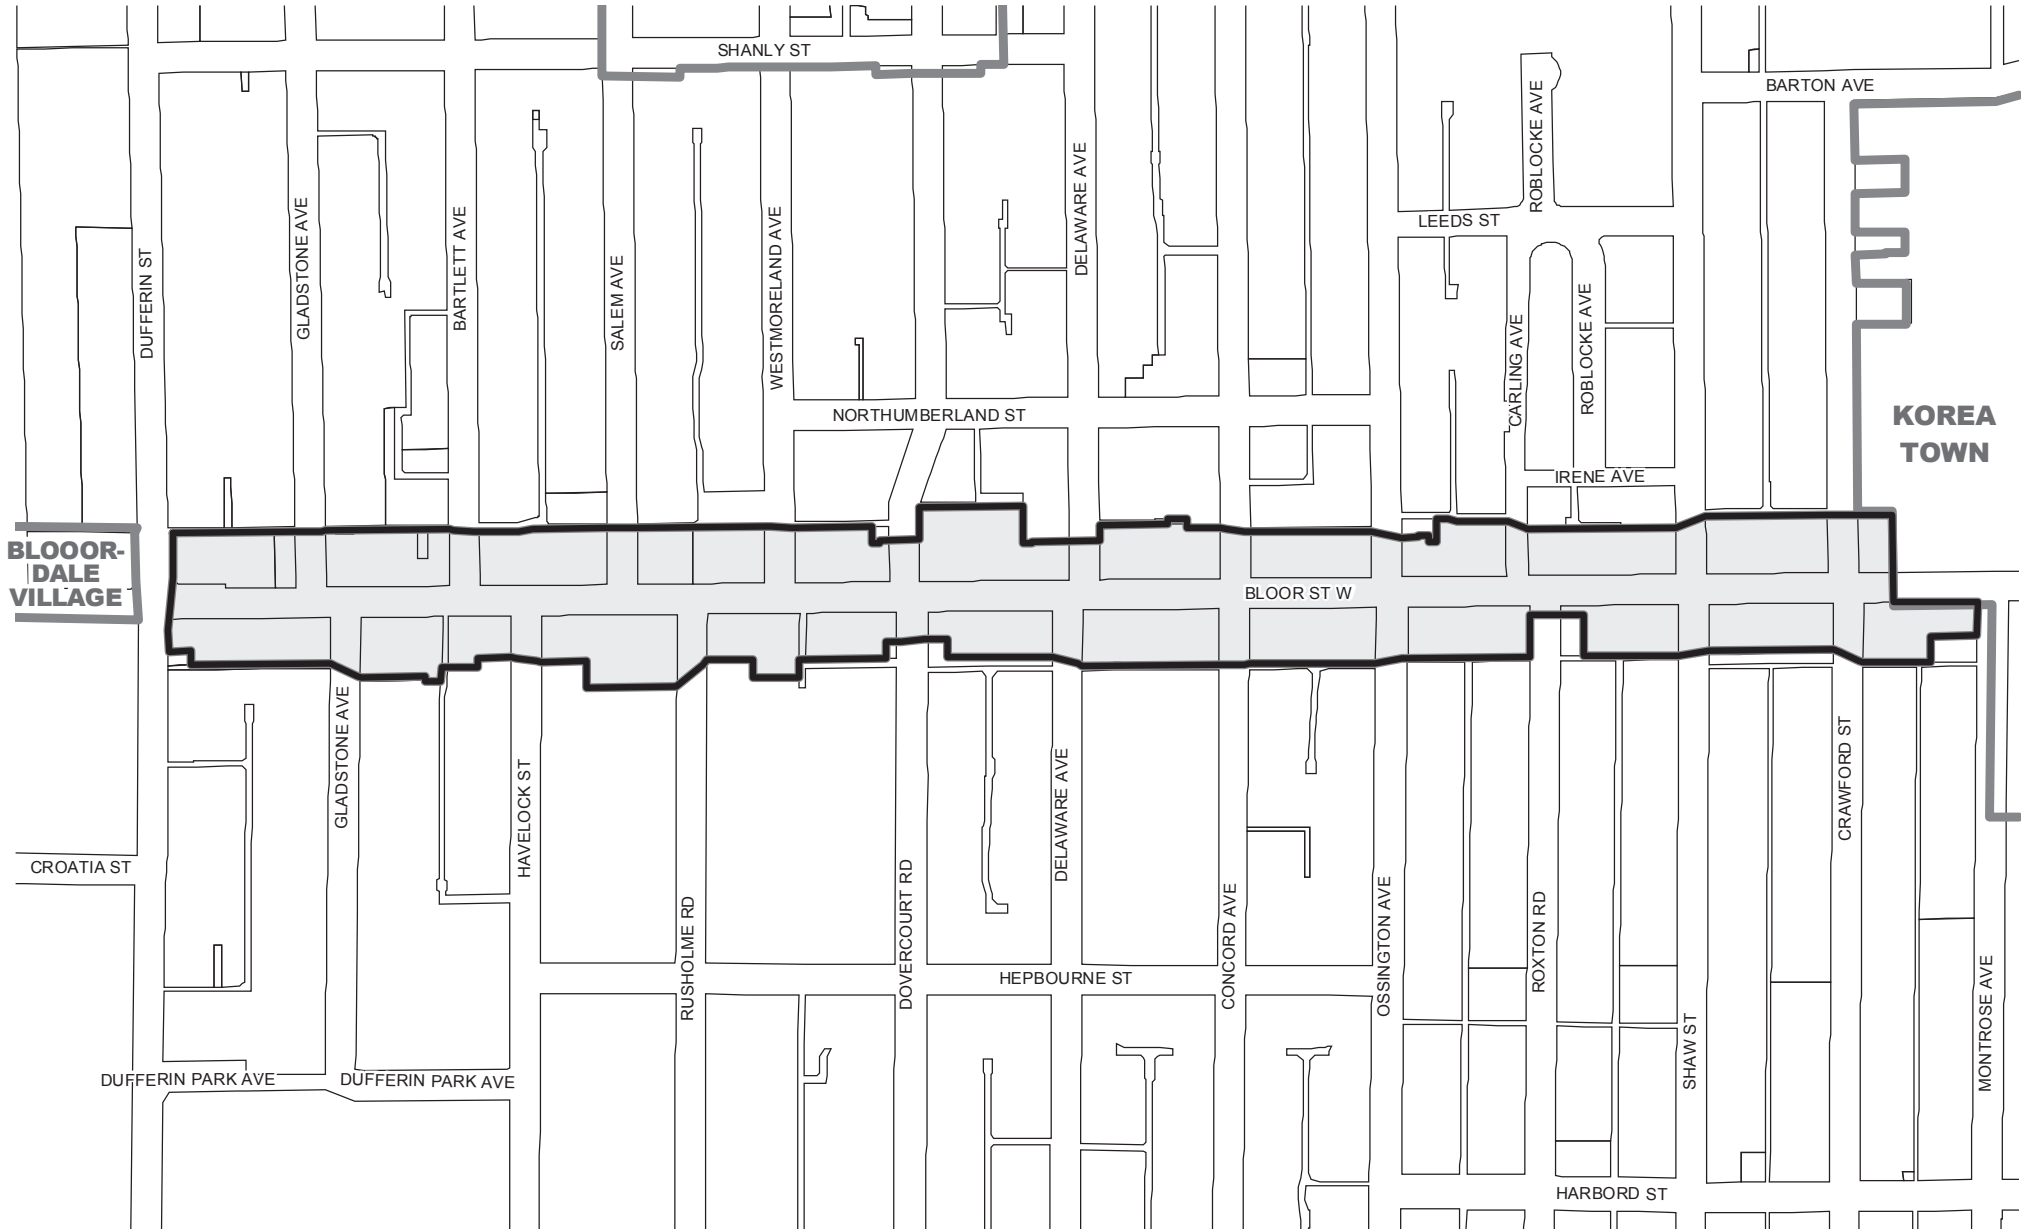 SHANLY ST
BARTON AVE
ROBLOCKE AVE
DELAWARE AVE
LEEDS ST
DUFFERIN ST
GLADSTONE AVE
BARTLETT AVE
SALEM AVE
WESTMORELAND AVE
CARLING AVE
ROBLOCKE AVE
NORTHUMBERLAND ST
KOREA
TOWN
IRENE AVE
BLOOOR-
DALE
VILLAGE
BLOOR ST W
GLADSTONE AVE
HAVELOCK ST
DELAWARE AVE
CRAWFORD ST
CROATIA ST
RUSHOLME RD
DOVERCOURT RD
HEPBOURNE ST
CONCORD AVE
OSSINGTON AVE
ROXTON RD
SHAW ST
MONTROSE AVE
DUFFERIN PARK AVE
DUFFERIN PARK AVE
HARBORD ST